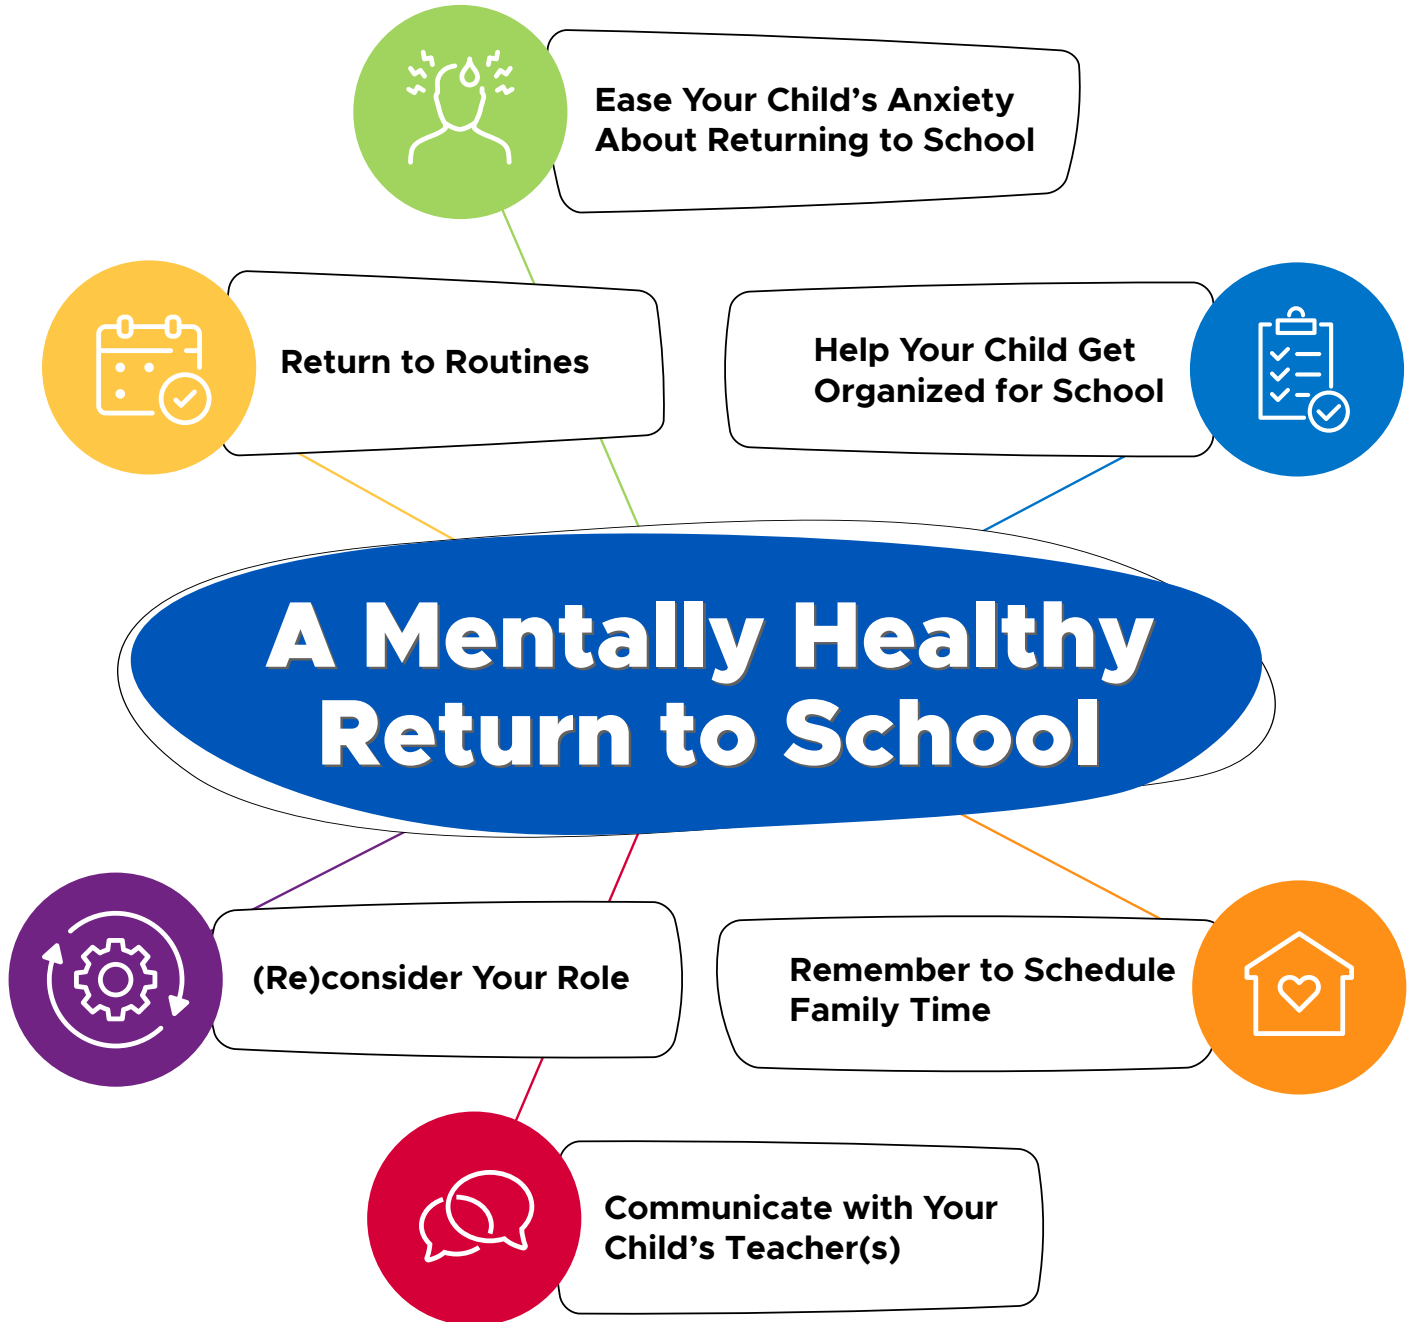 Ease Your Child’s Anxiety
About Returning to School
Return to Routines
Help Your Child Get
Organized for School
A Mentally Healthy
Return to School
(Re)consider Your Role
Remember to Schedule
Family Time
Communicate with Your
Child’s Teacher(s)